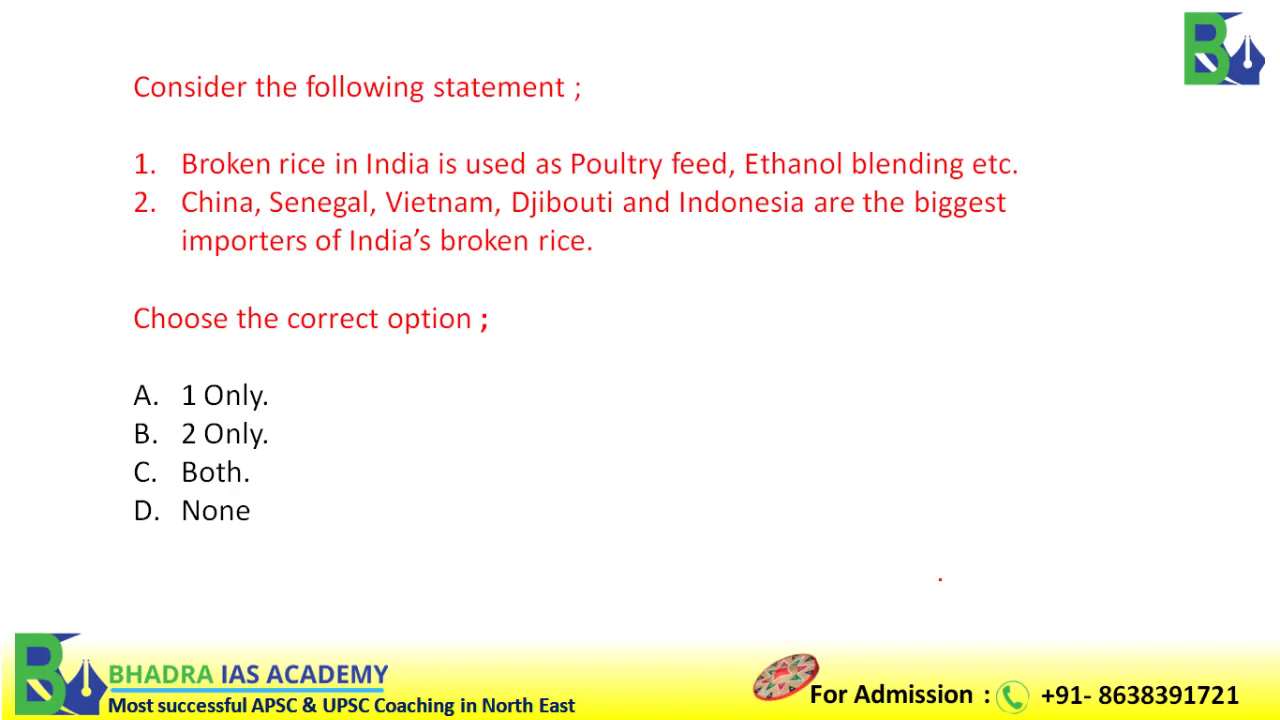 Consider the following statement ;
1. Broken rice in India is used as Poultry feed, Ethanol blending etc.
2. China, Senegal, Vietnam, Djibouti and Indonesia are the biggest
importers of India’s broken rice.
Choose the correct option ;
A. 1 Only.
B. 2 Only.
C. Both.
D. None
BHADRA IAS ACADEMY
Most successful APSC & UPSC Coaching in North East
For Admission : +91- 8638391721